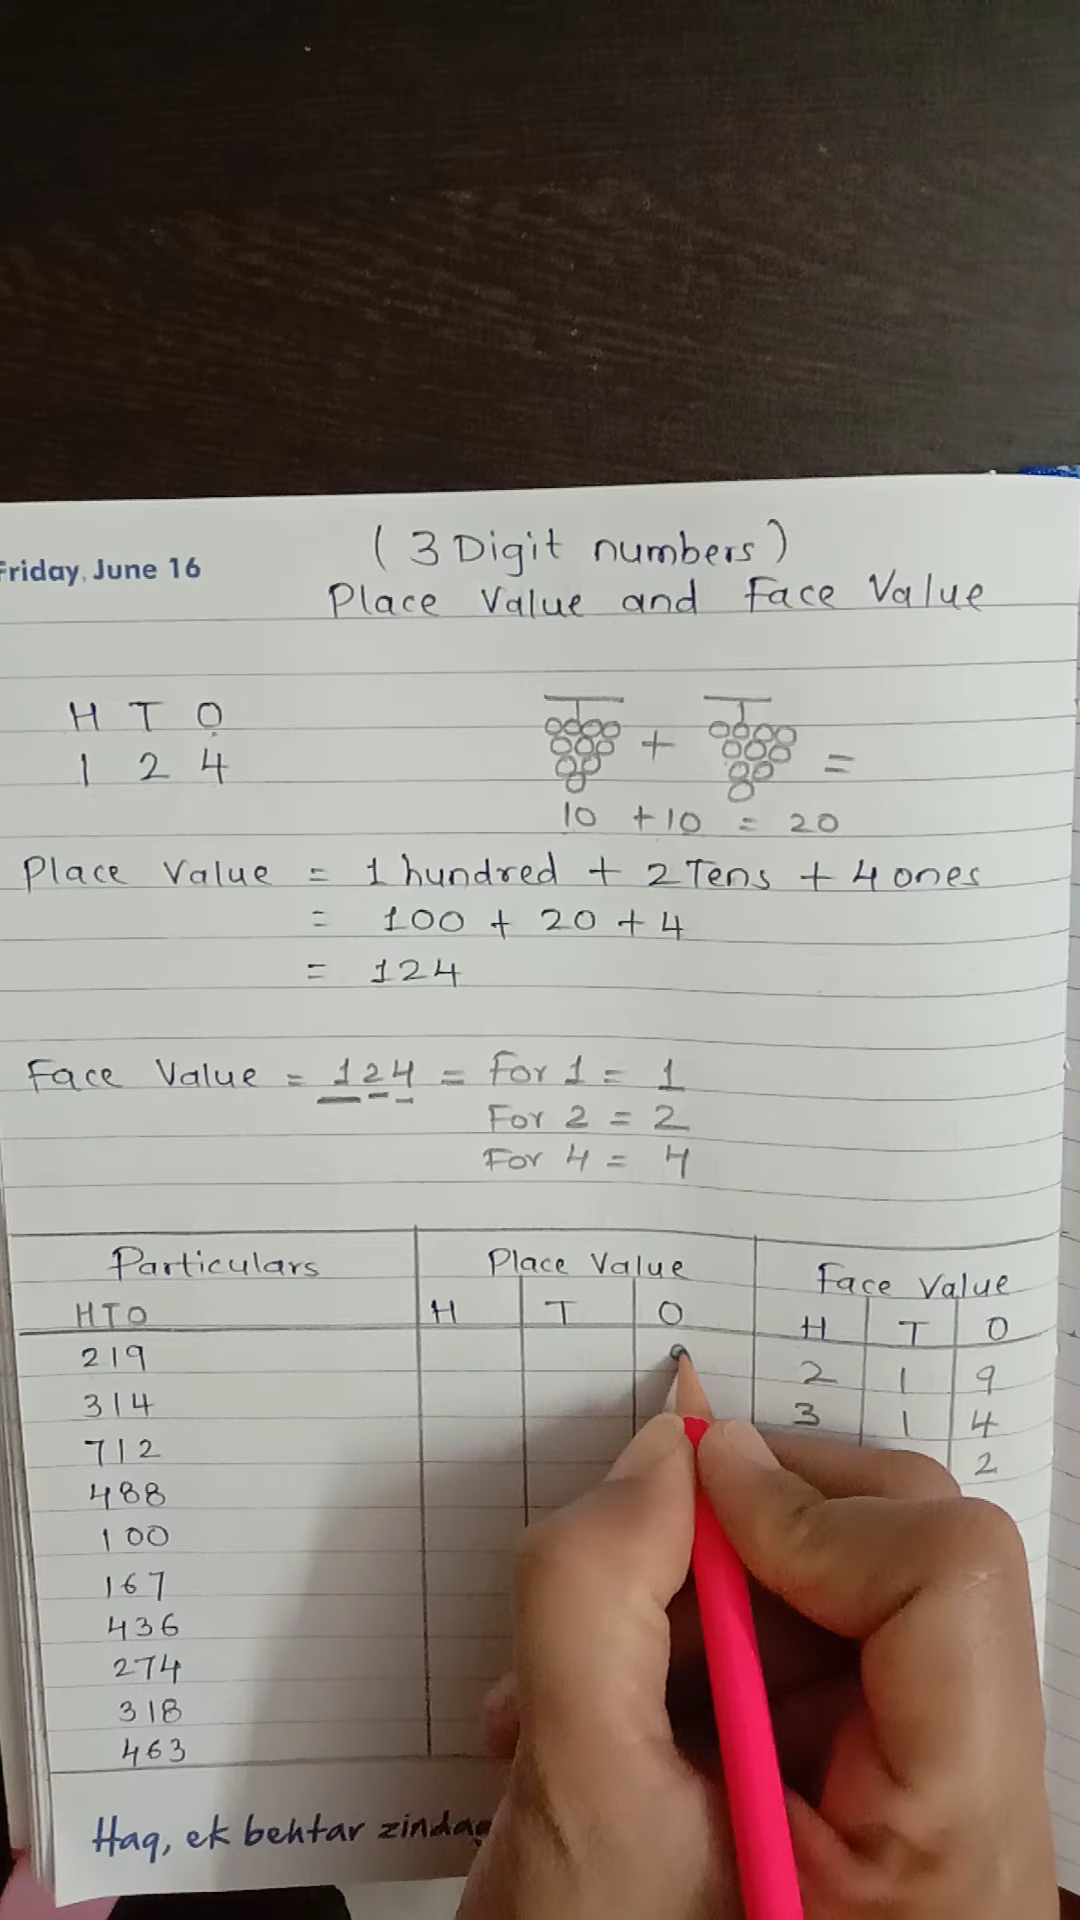 Friday, June 16
(3 Digit numbers)
Place Value and Face Value
H T O
1 2 4
+ =
10 + 10 = 20
Place Value = 1 hundred + 2 Tens + 4 ones
= 100 + 20 + 4
= 124
Face Value = 124 = For 1 = 1
For 2 = 2
For 4 = 4
Particulars Place Value Face Value
HTO H T O H T O
219 2 1 9
314 3 1 4
712 2
488
100
167
436
274
318
463
Haq, ek behtar